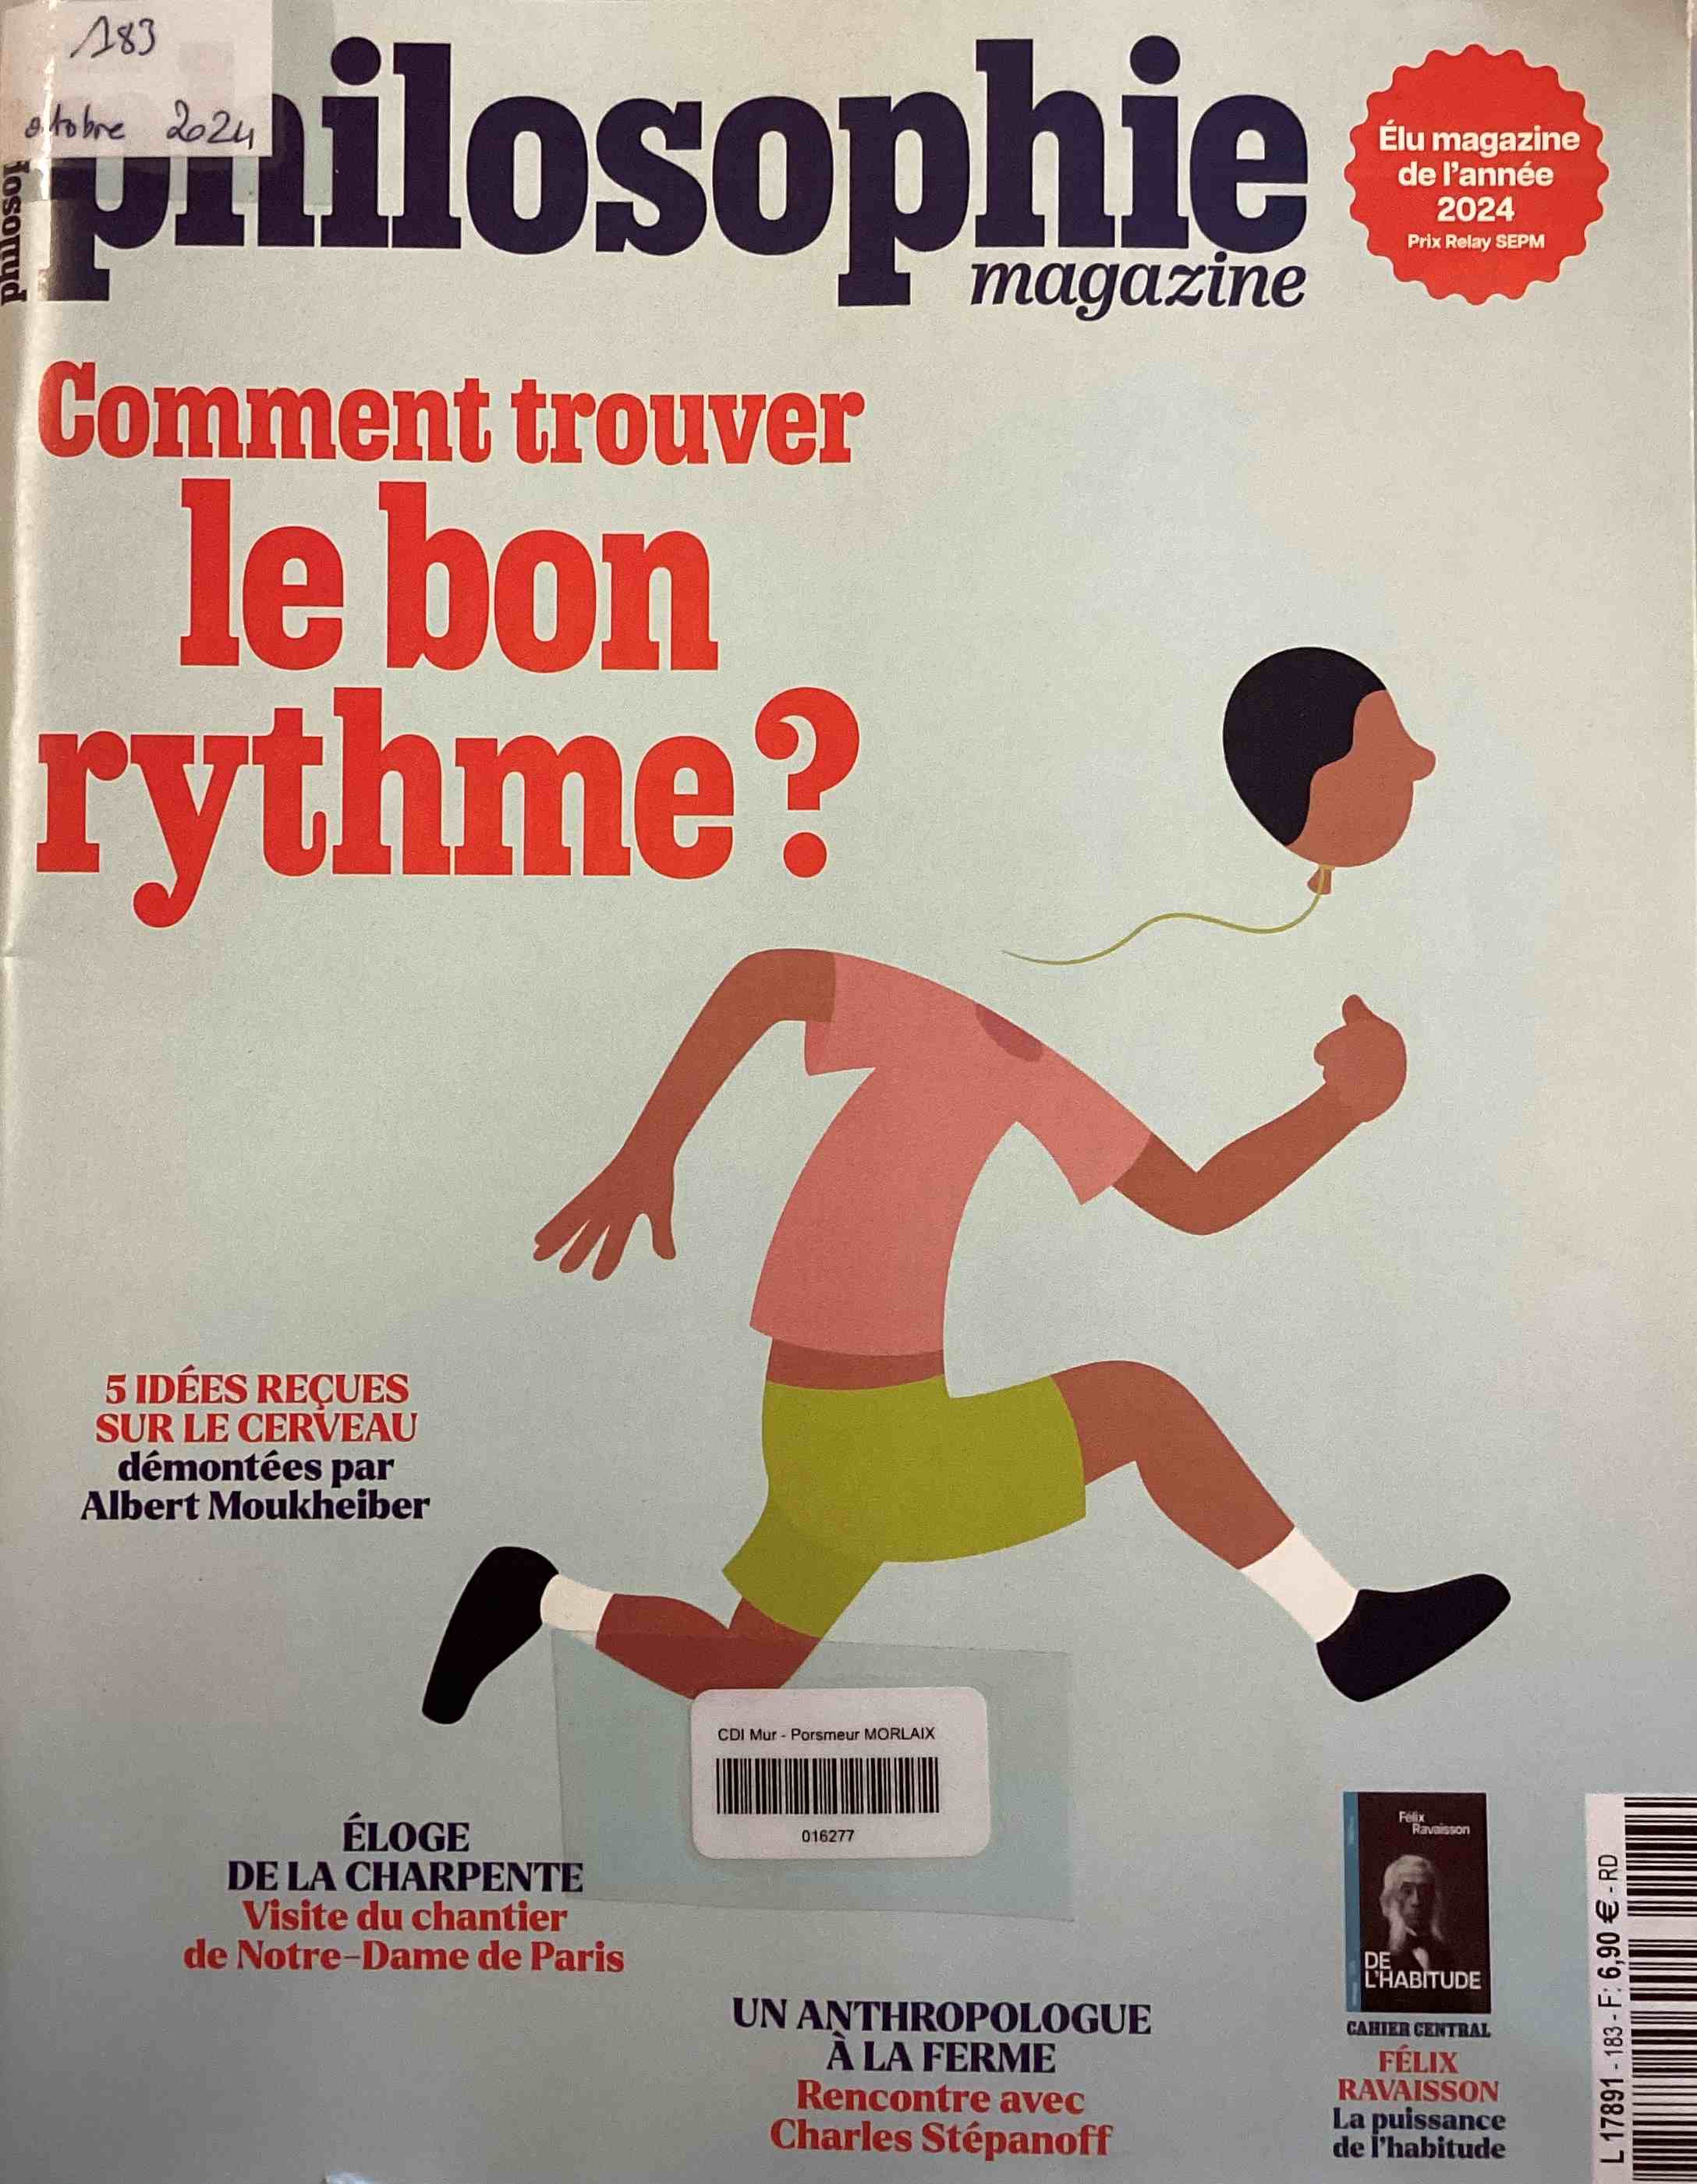 183
octobre 2024
philosophie
magazine
Élu magazine
de l'année
2024
Prix Relay SEPM
Comment trouver
le bon
rythme ?
5 IDÉES REÇUES
SUR LE CERVEAU
démontées par
Albert Moukheiber
CDI Mur - Porsmeur MORLAIX
016277
ÉLOGE
DE LA CHARPENTE
Visite du chantier
de Notre-Dame de Paris
UN ANTHROPOLOGUE
À LA FERME
Rencontre avec
Charles Stépanoff
Félix
Ravaisson
DE
L'HABITUDE
CAHIER CENTRAL
FÉLIX
RAVAISSON
La puissance
de l'habitude
L 17891 - 183 - F: 6,90 € - RD
philosop